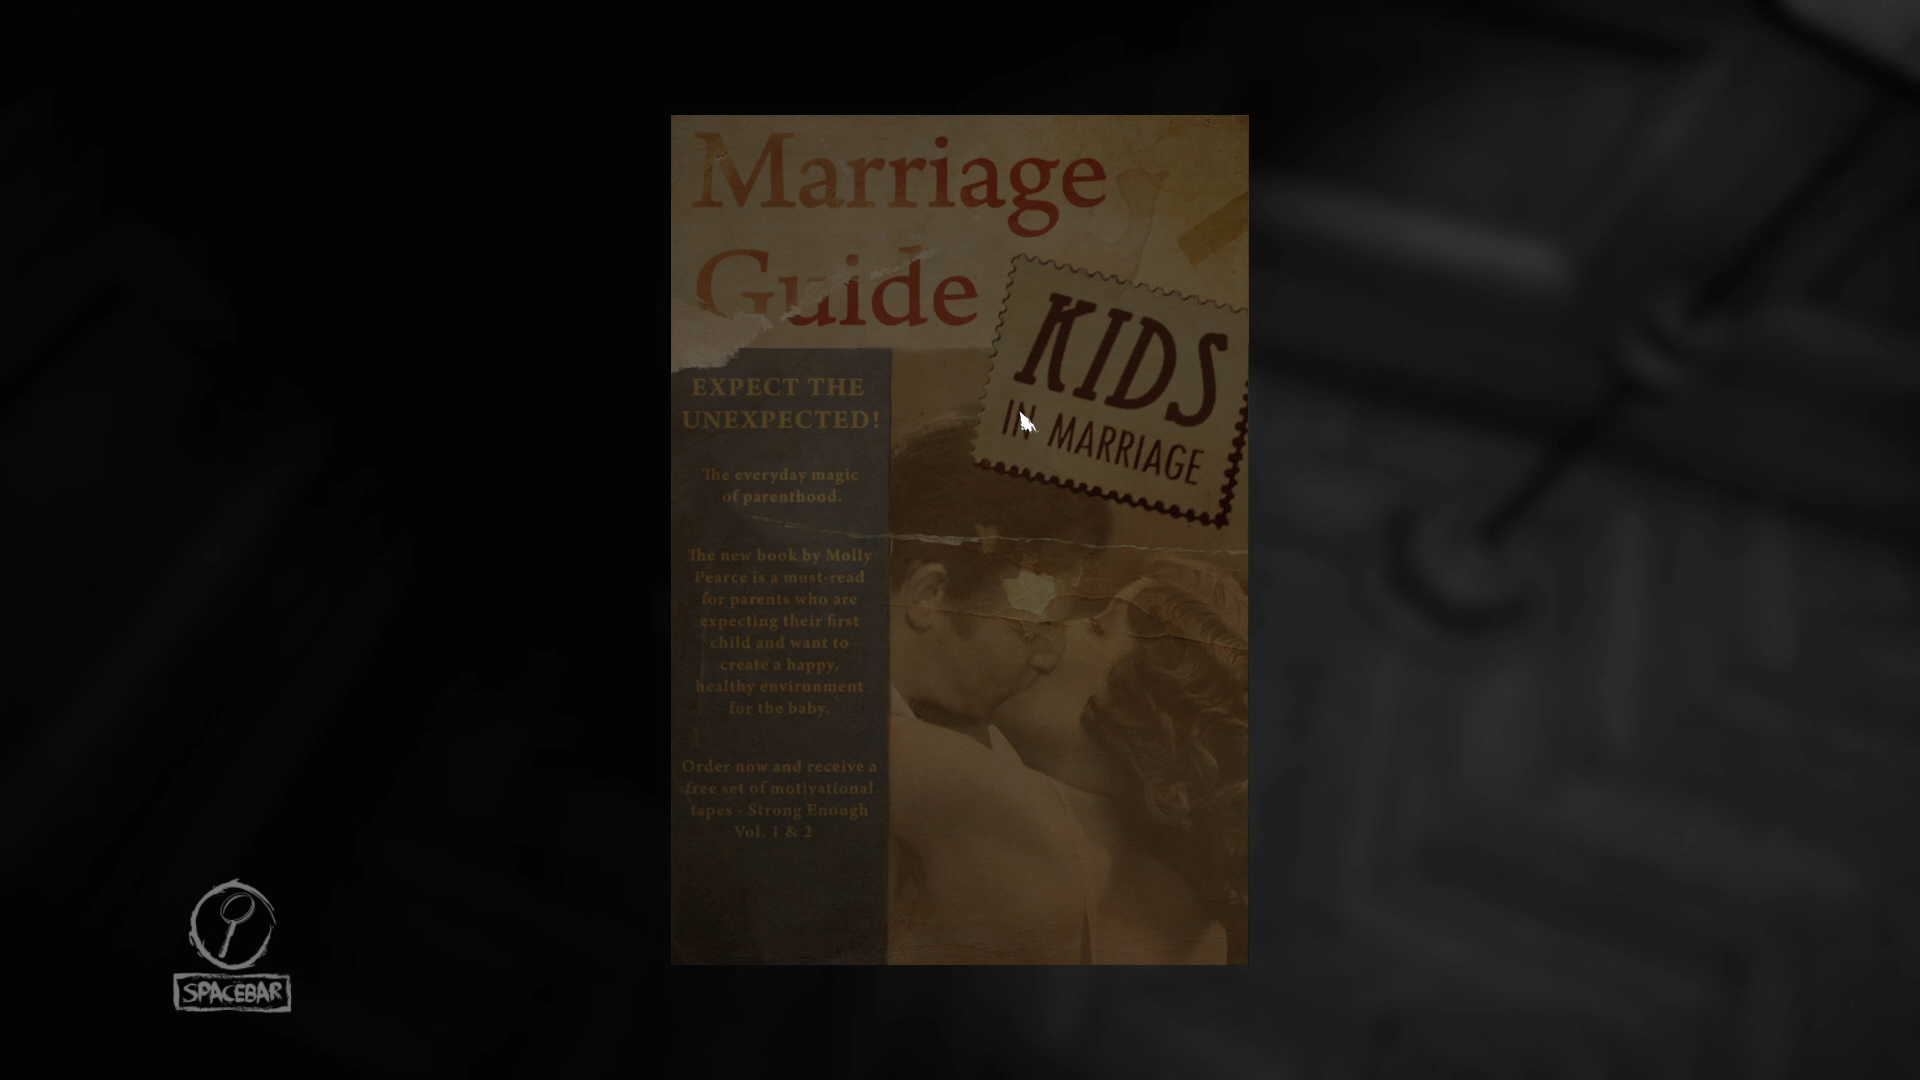 Marriage
Guide
KIDS
IN MARRIAGE
EXPECT THE
UNEXPECTED!
The everyday magic
of parenthood.
The new book by Molly
Pearce is a must-read
for parents who are
expecting their first
child and want to
create a happy,
healthy environment
for the baby.
Order now and receive a
free set of motivational
tapes - Strong Enough
Vol. 1 & 2
SPACEBAR